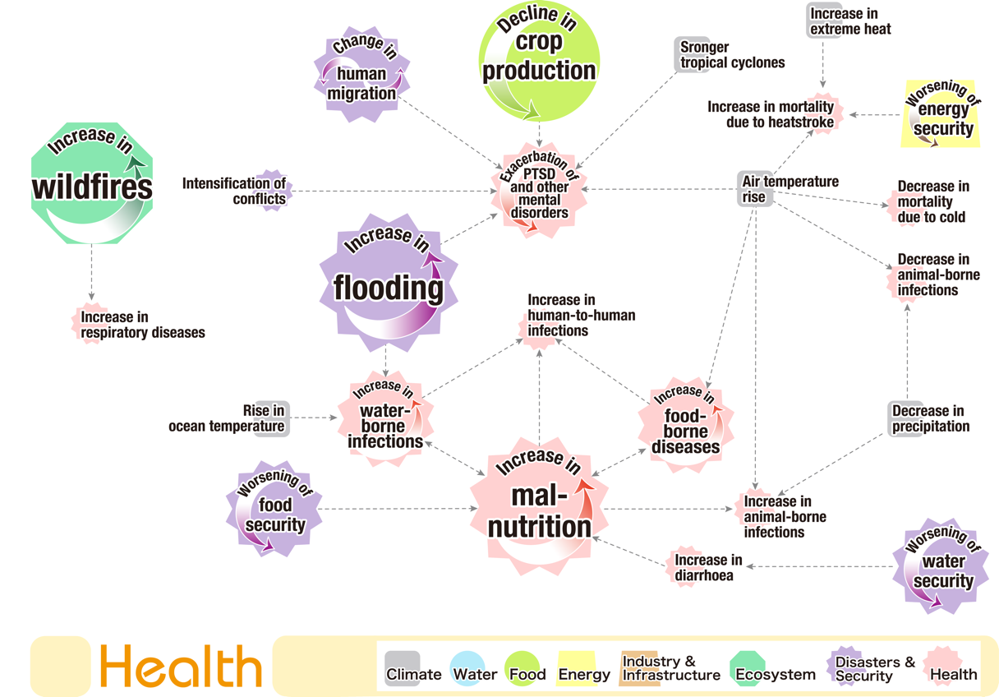 Change in
human
migration
Decline in
crop
production
Sronger
tropical cyclones
Increase in
extreme heat
Increase in mortality
due to heatstroke
Worsening of
energy
security
Increase in
wildfires
Intensification of
conflicts
Exacerbation of
PTSD
and other
mental
disorders
Air temperature
rise
Decrease in
mortality
due to cold
Increase in
flooding
Decrease in
animal-borne
infections
Increase in
respiratory diseases
Increase in
human-to-human
infections
Increase in
water-
borne
infections
Rise in
ocean temperature
Increase in
food-
borne
diseases
Decrease in
precipitation
Worsening of
food
security
Increase in
mal-
nutrition
Increase in
animal-borne
infections
Increase in
diarrhoea
Worsening of
water
security
Health
Climate
Water
Food
Energy
Industry &
Infrastructure
Ecosystem
Disasters &
Security
Health